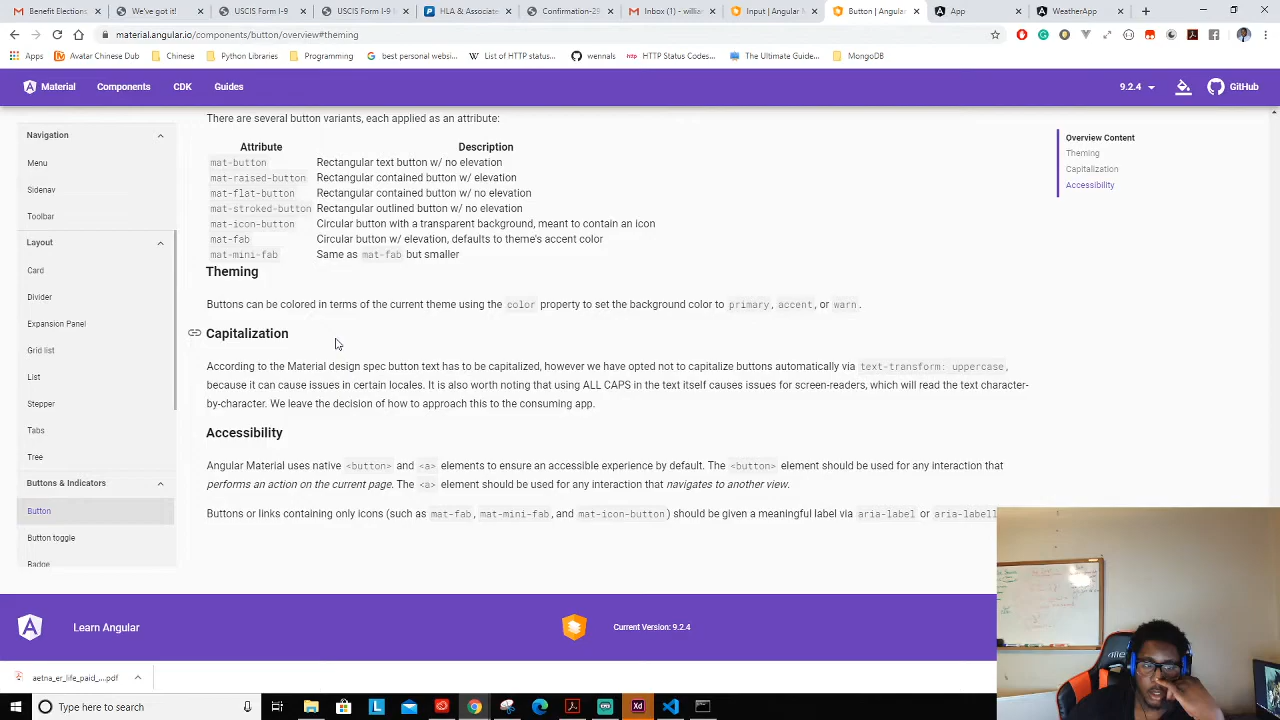 Benefit Elections
We've got it!
USCIS Form I-9
USCIS Form I-9 M
HLA & Associate
Confirmation-29
Inbox (1) - william
Input | Angular M
Button | Angular
App
WeatherApp
material.angular.io/components/button/overview#theming
Apps
Avatar Chinese Dub
Chinese
Python Libraries
Programming
best personal websit...
List of HTTP status...
wennals
HTTP Status Codes...
The Ultimate Guide...
MongoDB
Material
Components
CDK
Guides
9.2.4
GitHub
Navigation
Menu
Sidenav
Toolbar
Layout
Card
Divider
Expansion Panel
Grid list
List
Stepper
Tabs
Tree
Buttons & Indicators
Button
Button toggle
Badge
There are several button variants, each applied as an attribute:
Attribute Description
mat-button Rectangular text button w/ no elevation
mat-raised-button Rectangular contained button w/ elevation
mat-flat-button Rectangular contained button w/ no elevation
mat-stroked-button Rectangular outlined button w/ no elevation
mat-icon-button Circular button with a transparent background, meant to contain an icon
mat-fab Circular button w/ elevation, defaults to theme's accent color
mat-mini-fab Same as mat-fab but smaller
Theming
Buttons can be colored in terms of the current theme using the color property to set the background color to primary, accent, or warn.
Capitalization
According to the Material design spec button text has to be capitalized, however we have opted not to capitalize buttons automatically via text-transform: uppercase,
because it can cause issues in certain locales. It is also worth noting that using ALL CAPS in the text itself causes issues for screen-readers, which will read the text character-
by-character. We leave the decision of how to approach this to the consuming app.
Accessibility
Angular Material uses native <button> and <a> elements to ensure an accessible experience by default. The <button> element should be used for any interaction that
performs an action on the current page. The <a> element should be used for any interaction that navigates to another view.
Buttons or links containing only icons (such as mat-fab, mat-mini-fab, and mat-icon-button) should be given a meaningful label via aria-label or aria-labell
Overview Content
Theming
Capitalization
Accessibility
Learn Angular
Current Version: 9.2.4
aetna_er_life_paid_....pdf
Type here to search